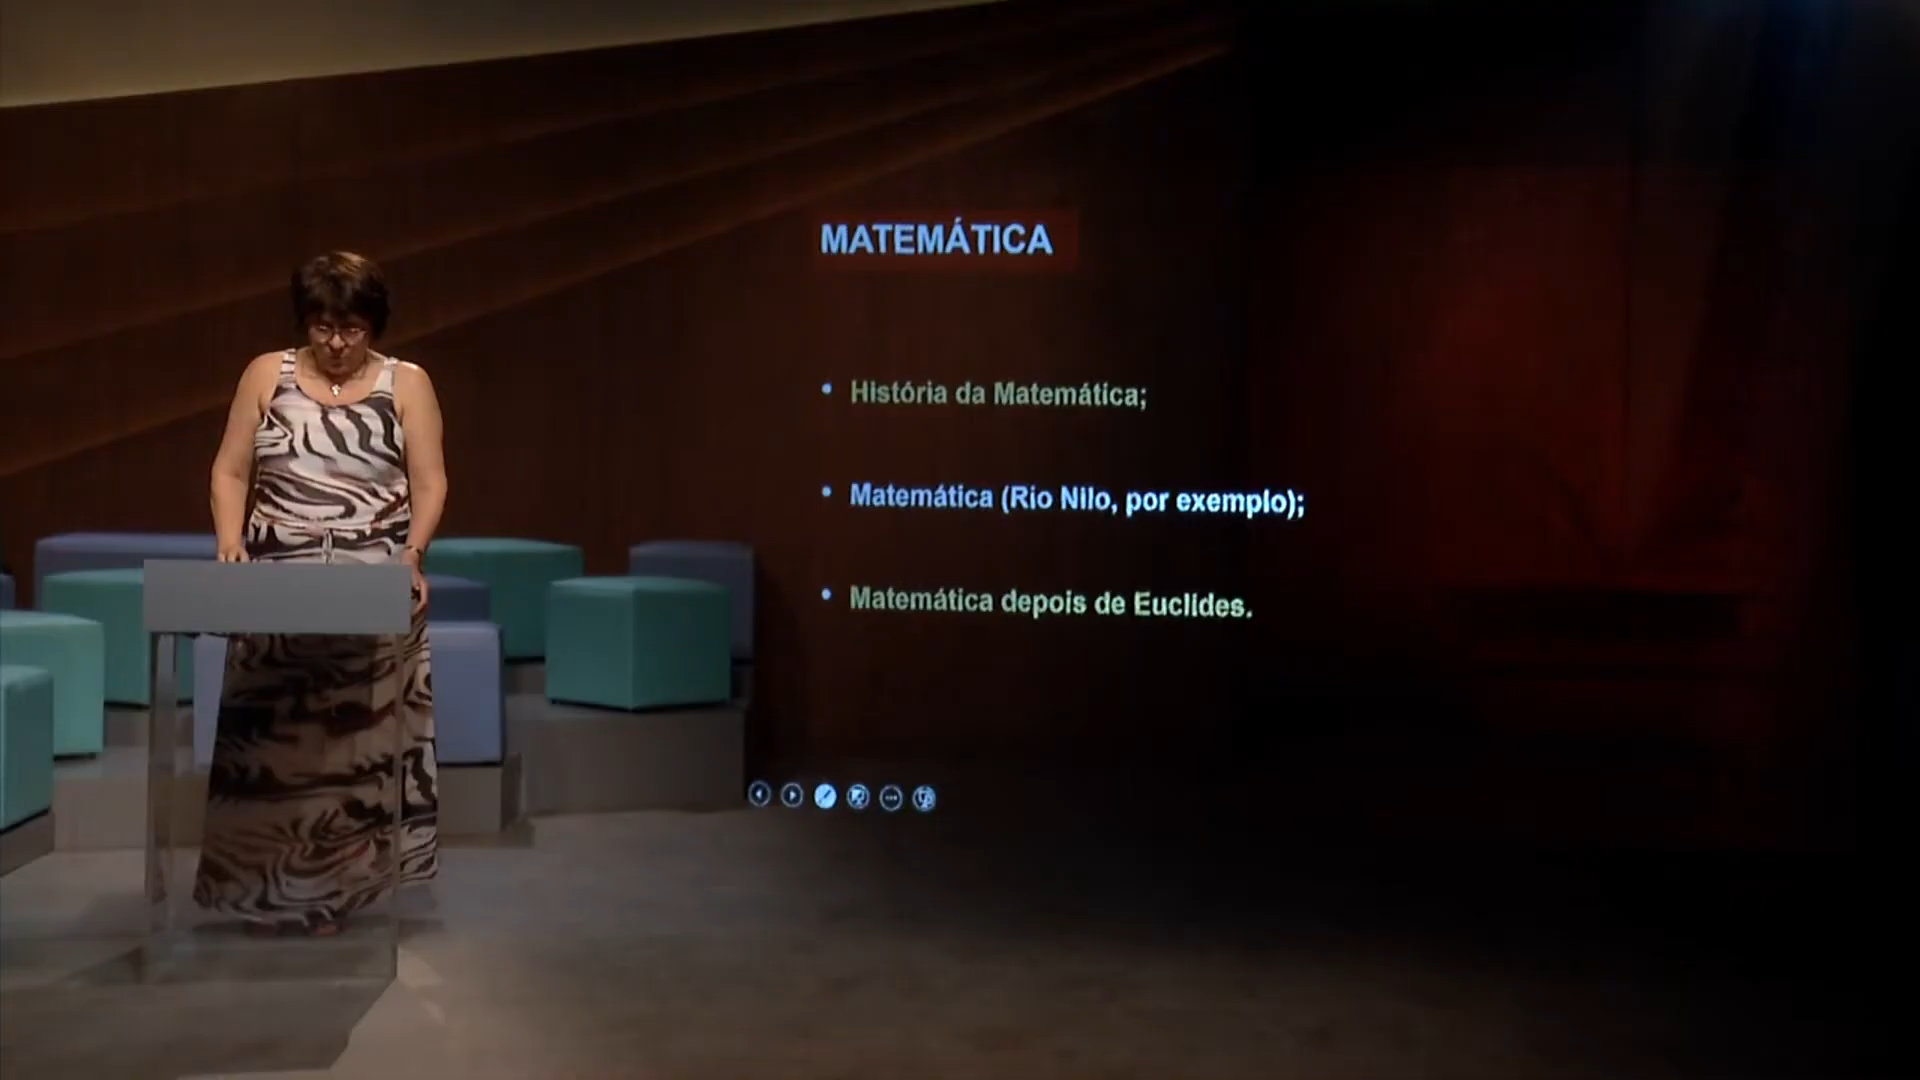 MATEMÁTICA
• História da Matemática;
• Matemática (Rio Nilo, por exemplo);
• Matemática depois de Euclides.